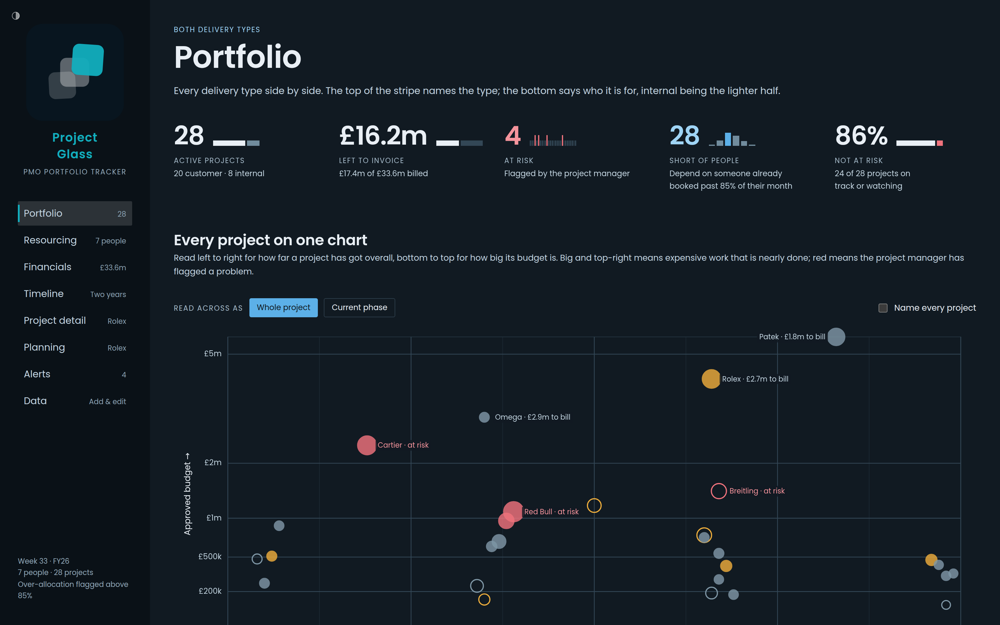 Project
Glass
PMO PORTFOLIO TRACKER
Portfolio 28
Resourcing 7 people
Financials £33.6m
Timeline Two years
Project detail Rolex
Planning Rolex
Alerts 4
Data Add & edit
Week 33 · FY26
7 people · 28 projects
Over-allocation flagged above
85%
BOTH DELIVERY TYPES
Portfolio
Every delivery type side by side. The top of the stripe names the type; the bottom says who it is for, internal being the lighter half.
28
ACTIVE PROJECTS
20 customer · 8 internal
£16.2m
LEFT TO INVOICE
£17.4m of £33.6m billed
4
AT RISK
Flagged by the project manager
28
SHORT OF PEOPLE
Depend on someone already
booked past 85% of their month
86%
NOT AT RISK
24 of 28 projects on
track or watching
Every project on one chart
Read left to right for how far a project has got overall, bottom to top for how big its budget is. Big and top-right means expensive work that is nearly done; red means the project manager has
flagged a problem.
READ ACROSS AS Whole project Current phase Name every project
Patek · £1.8m to bill
£5m
Rolex · £2.7m to bill
Omega · £2.9m to bill
Cartier · at risk
£2m
Approved budget →
Breitling · at risk
Red Bull · at risk
£1m
£500k
£200k